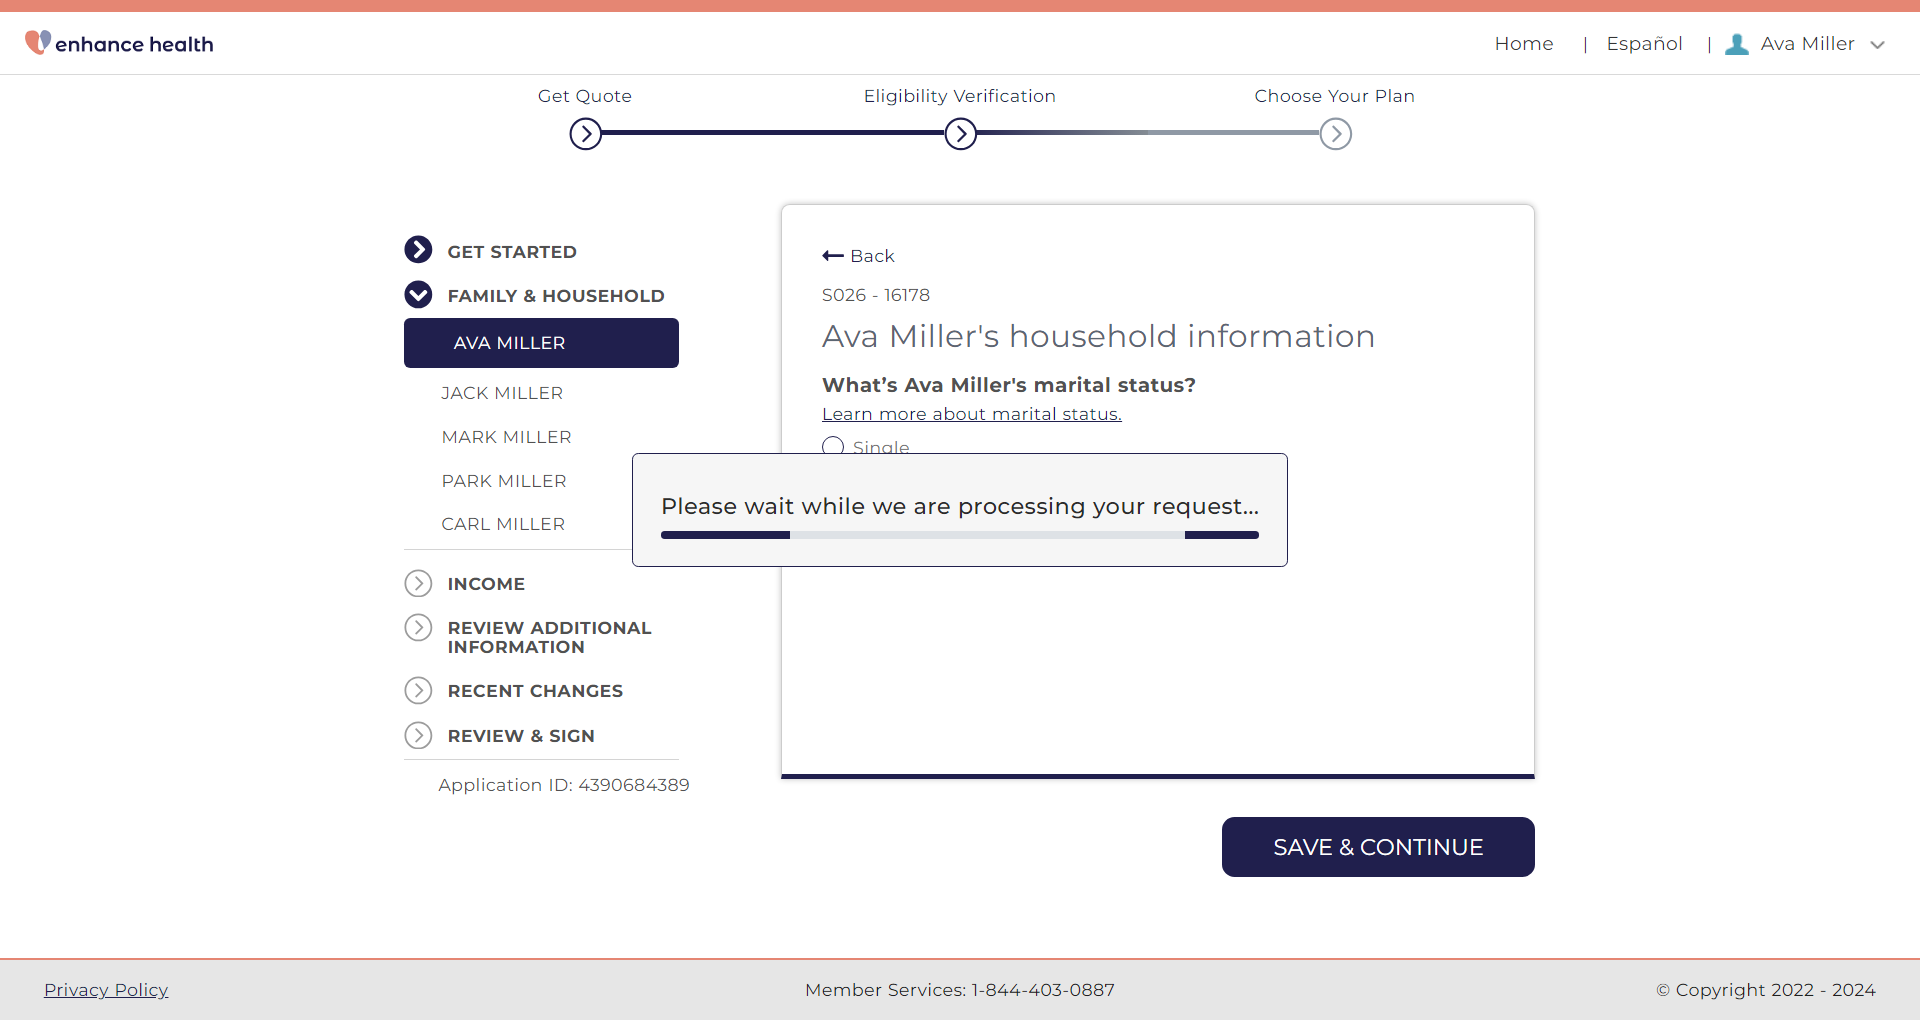 enhance health
Home | Español | Ava Miller
Get Quote
Eligibility Verification
Choose Your Plan
GET STARTED
FAMILY & HOUSEHOLD
AVA MILLER
JACK MILLER
MARK MILLER
PARK MILLER
CARL MILLER
INCOME
REVIEW ADDITIONAL
INFORMATION
RECENT CHANGES
REVIEW & SIGN
Application ID: 4390684389
Back
S026 - 16178
Ava Miller's household information
What’s Ava Miller's marital status?
Learn more about marital status.
Single
Please wait while we are processing your request...
SAVE & CONTINUE
Privacy Policy
Member Services: 1-844-403-0887
© Copyright 2022 - 2024